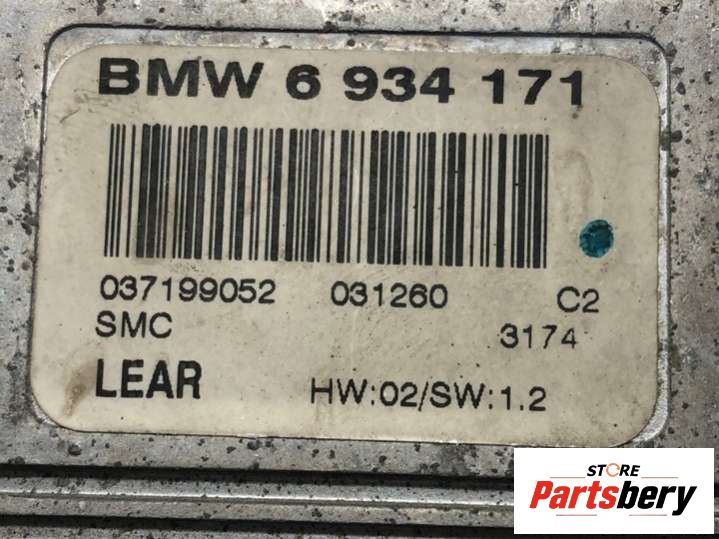 BMW 6 934 171
037199052 031260 C2
SMC 3174
LEAR HW:02/SW:1.2
STORE
Partsbery